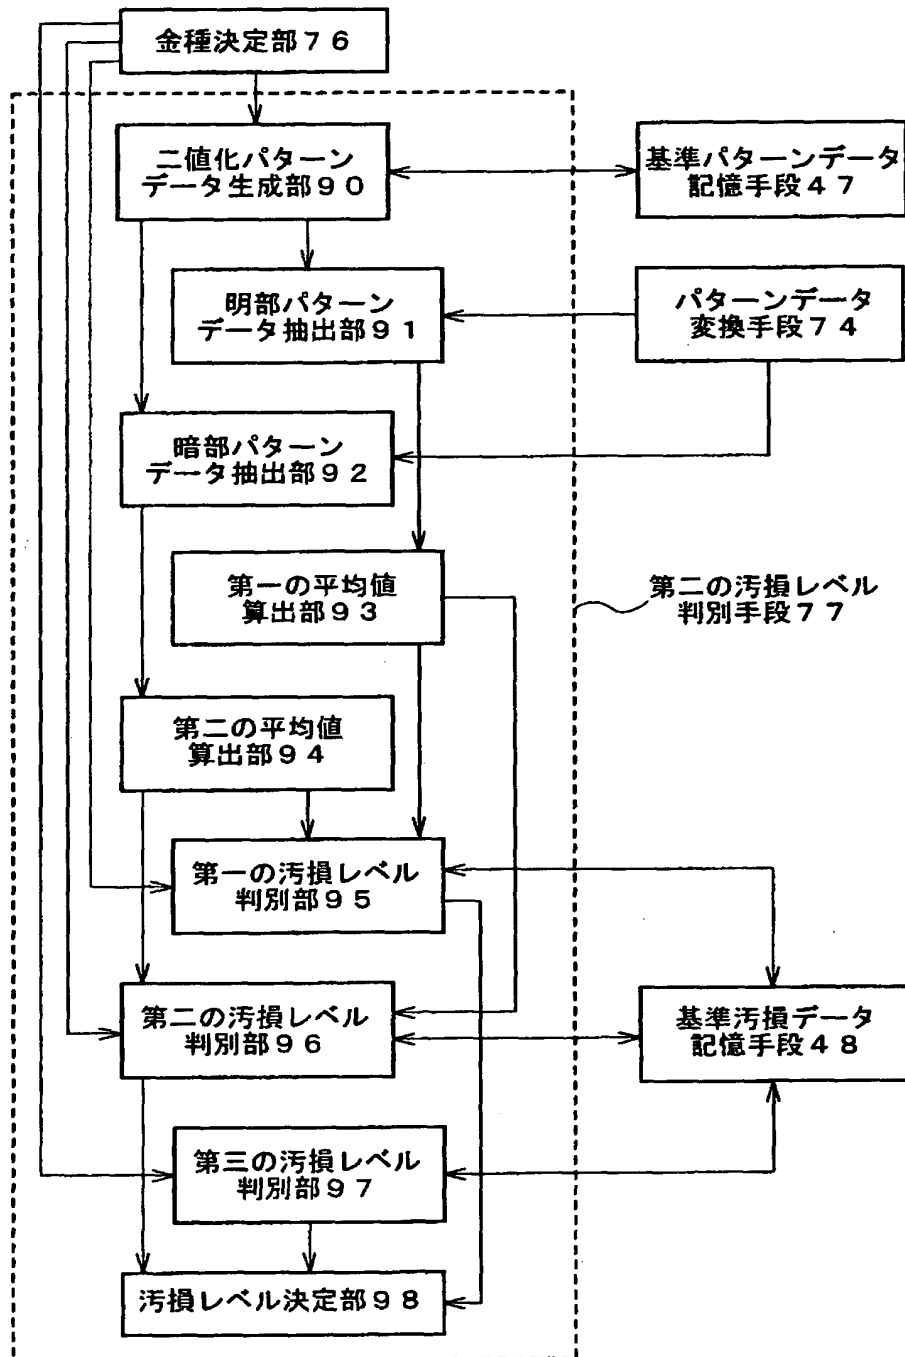 金種決定部７６
二値化パターン
データ生成部９０
基準パターンデータ
記憶手段４７
明部パターン
データ抽出部９１
パターンデータ
変換手段７４
暗部パターン
データ抽出部９２
第一の平均値
算出部９３
第二の汚損レベル
判別手段７７
第二の平均値
算出部９４
第一の汚損レベル
判別部９５
第二の汚損レベル
判別部９６
基準汚損データ
記憶手段４８
第三の汚損レベル
判別部９７
汚損レベル決定部９８